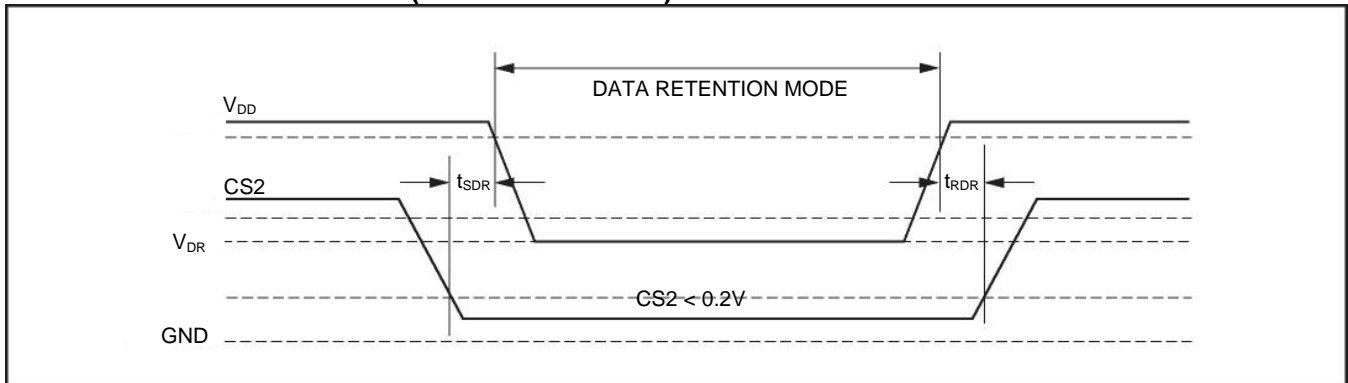 DATA RETENTION MODE
VDD
tSDR
tRDR
CS2
VDR
CS2 < 0.2V
GND